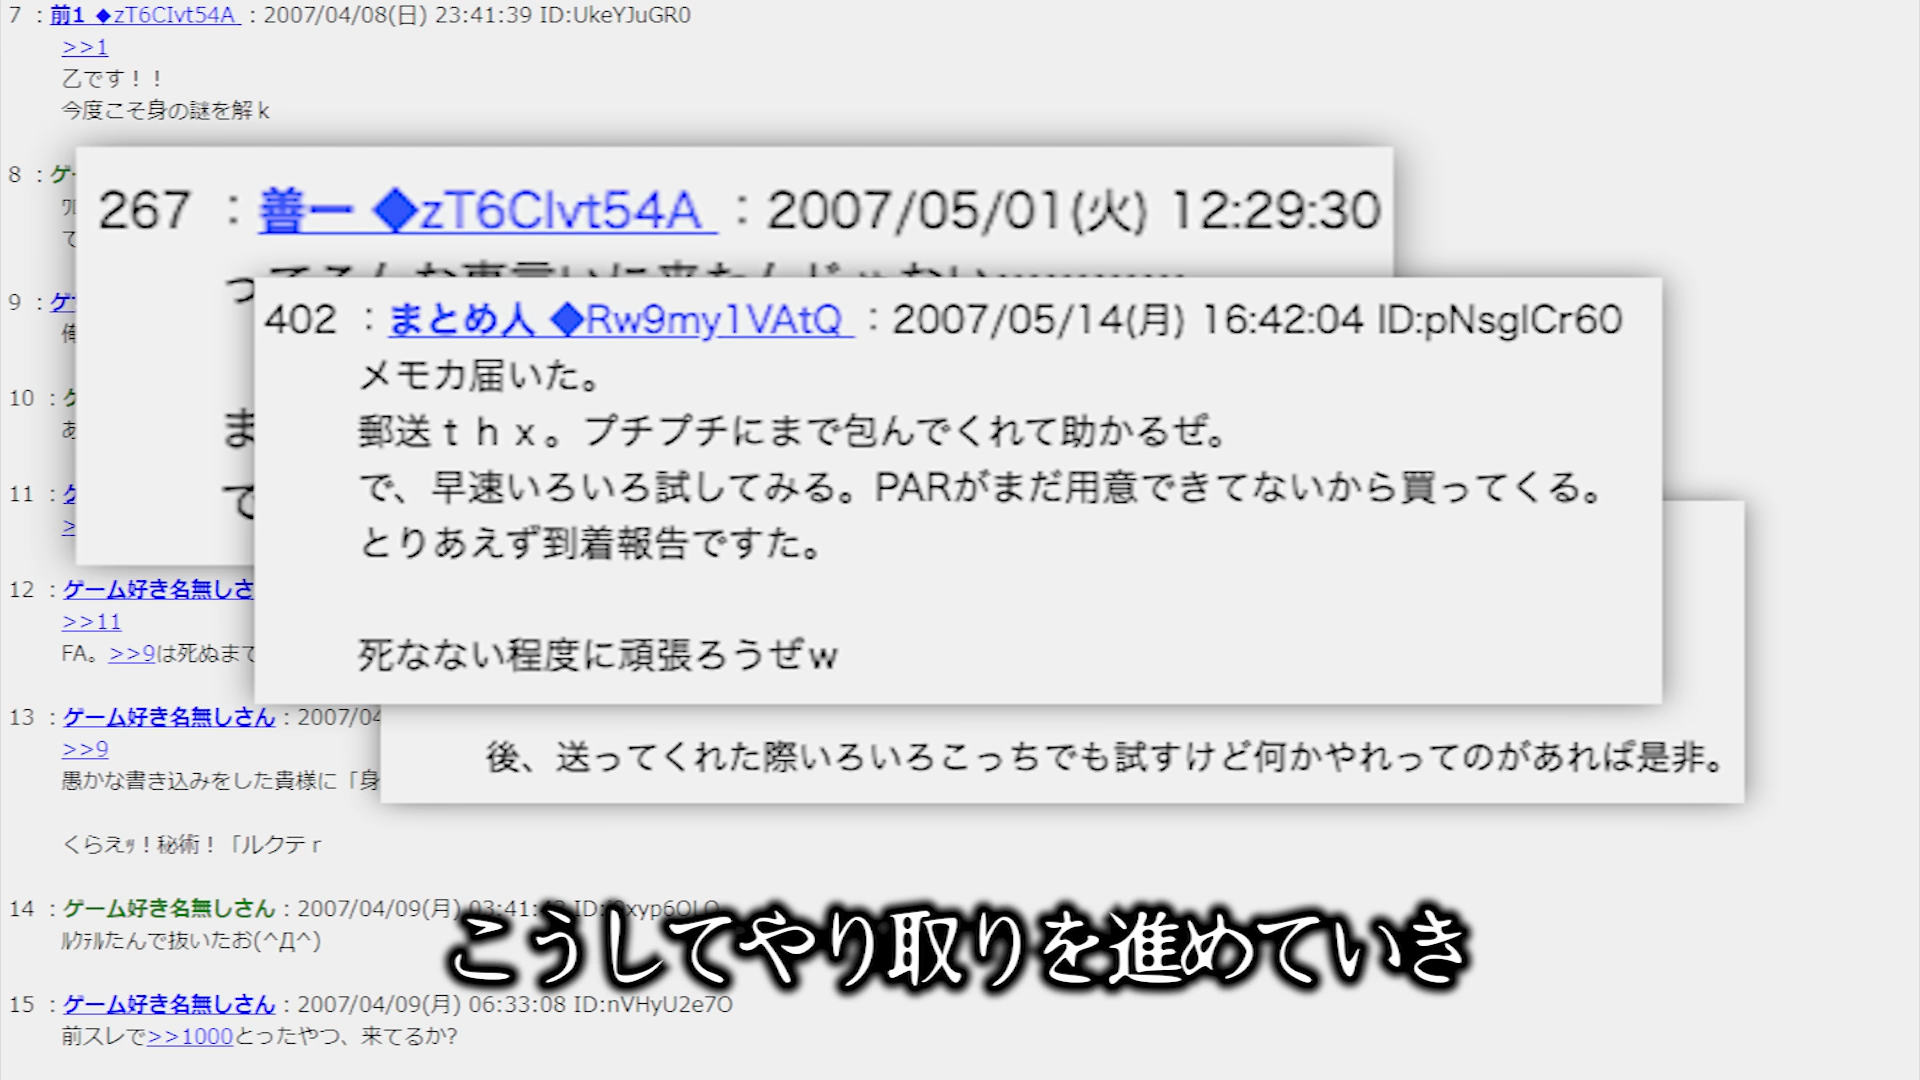 7 ：前1 ◆zT6CIvt54A ：2007/04/08(日) 23:41:39 ID:UkeYJuGR0
>>1
乙です！！
今度こそ身の謎を解ｋ
8 ：
267 ：善一 ◆zT6CIvt54A ：2007/05/01(火) 12:29:30
9 ：
402 ：まとめ人 ◆Rw9my1VAtQ ：2007/05/14(月) 16:42:04 ID:pNsgICr60
メモカ届いた。
郵送ｔｈｘ。プチプチにまで包んでくれて助かるぜ。
で、早速いろいろ試してみる。PARがまだ用意できてないから買ってくる。
とりあえず到着報告ですた。
死なない程度に頑張ろうぜｗ
10 ：
11 ：
12 ：ゲーム好き名無しさ
>>11
FA。>>9は死ぬまで
13 ：ゲーム好き名無しさん：2007/04
>>9
愚かな書き込みをした貴様に「身
後、送ってくれた際いろいろこっちでも試すけど何かやれってのがあれば是非。
くらえｯ！秘術！「ルクテｒ
14 ：ゲーム好き名無しさん：2007/04/09(月)
ﾙｸﾃﾙたんで抜いたお(^Д^)
こうしてやり取りを進めていき
15 ：ゲーム好き名無しさん：2007/04/09(月) 06:33:08 ID:nVHyU2e7O
前スレで>>1000とったやつ、来てるか?